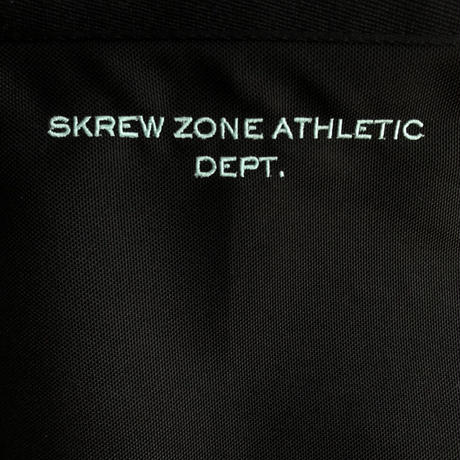 SKREW ZONE ATHLETIC
DEPT.